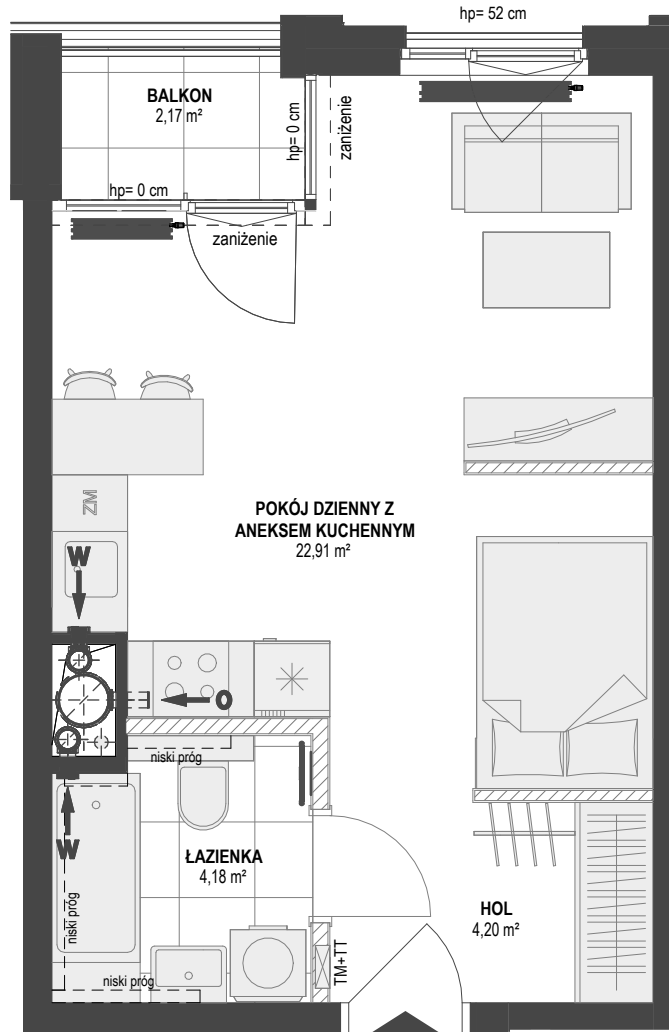 hp= 52 cm
BALKON
2,17 m²
hp= 0 cm
zaniżenie
hp= 0 cm
zaniżenie
ZM
POKÓJ DZIENNY Z
ANEKSEM KUCHENNYM
22,91 m²
W
O
niski próg
ŁAZIENKA
4,18 m²
W
niski próg
HOL
4,20 m²
TM+TT
niski próg